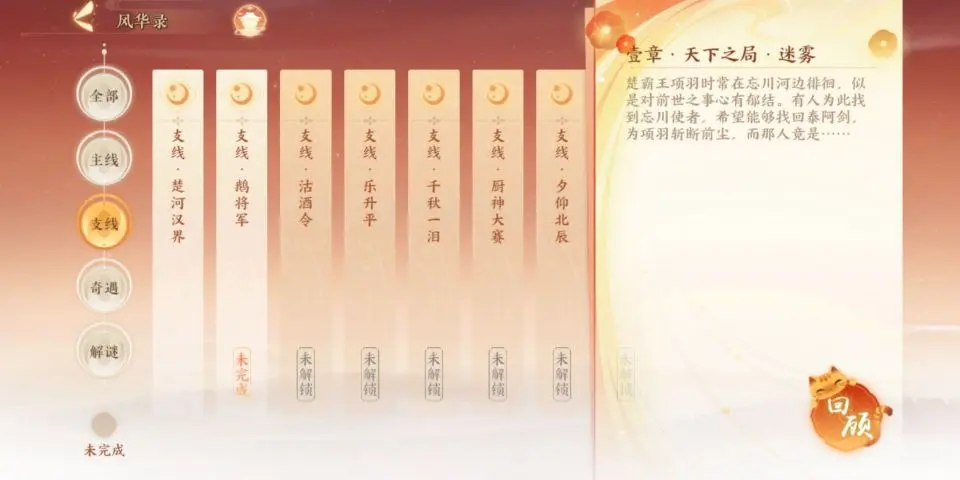 风华录
全部
主线
支线
奇遇
解谜
未完成
支线·楚河汉界
支线·鹅将军
未完成
支线·沽酒令
未解锁
支线·乐升平
未解锁
支线·千秋一泪
未解锁
支线·厨神大赛
未解锁
支线·夕仰北辰
未解锁
未解锁
壹章·天下之局·迷雾
楚霸王项羽时常在忘川河边徘徊，似
是对前世之事心有郁结。有人为此找
到忘川使者，希望能够找回泰阿剑，
为项羽斩断前尘，而那人竟是……
回顾